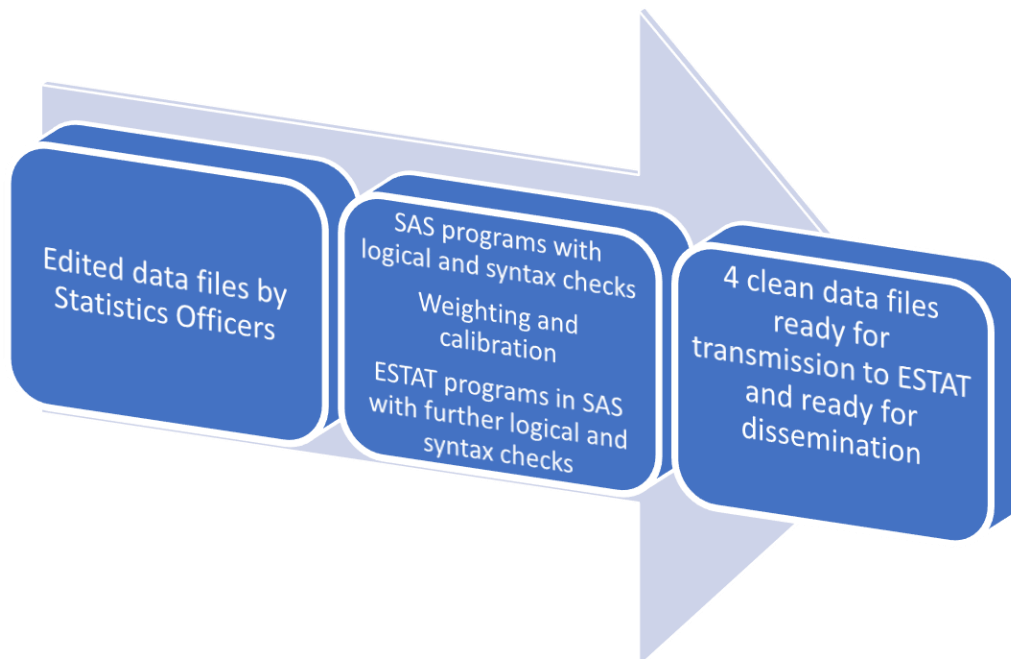 Edited data files by
Statistics Officers
SAS programs with
logical and syntax checks
Weighting and
calibration
ESTAT programs in SAS
with further logical and
syntax checks
4 clean data files
ready for
transmission to ESTAT
and ready for
dissemination